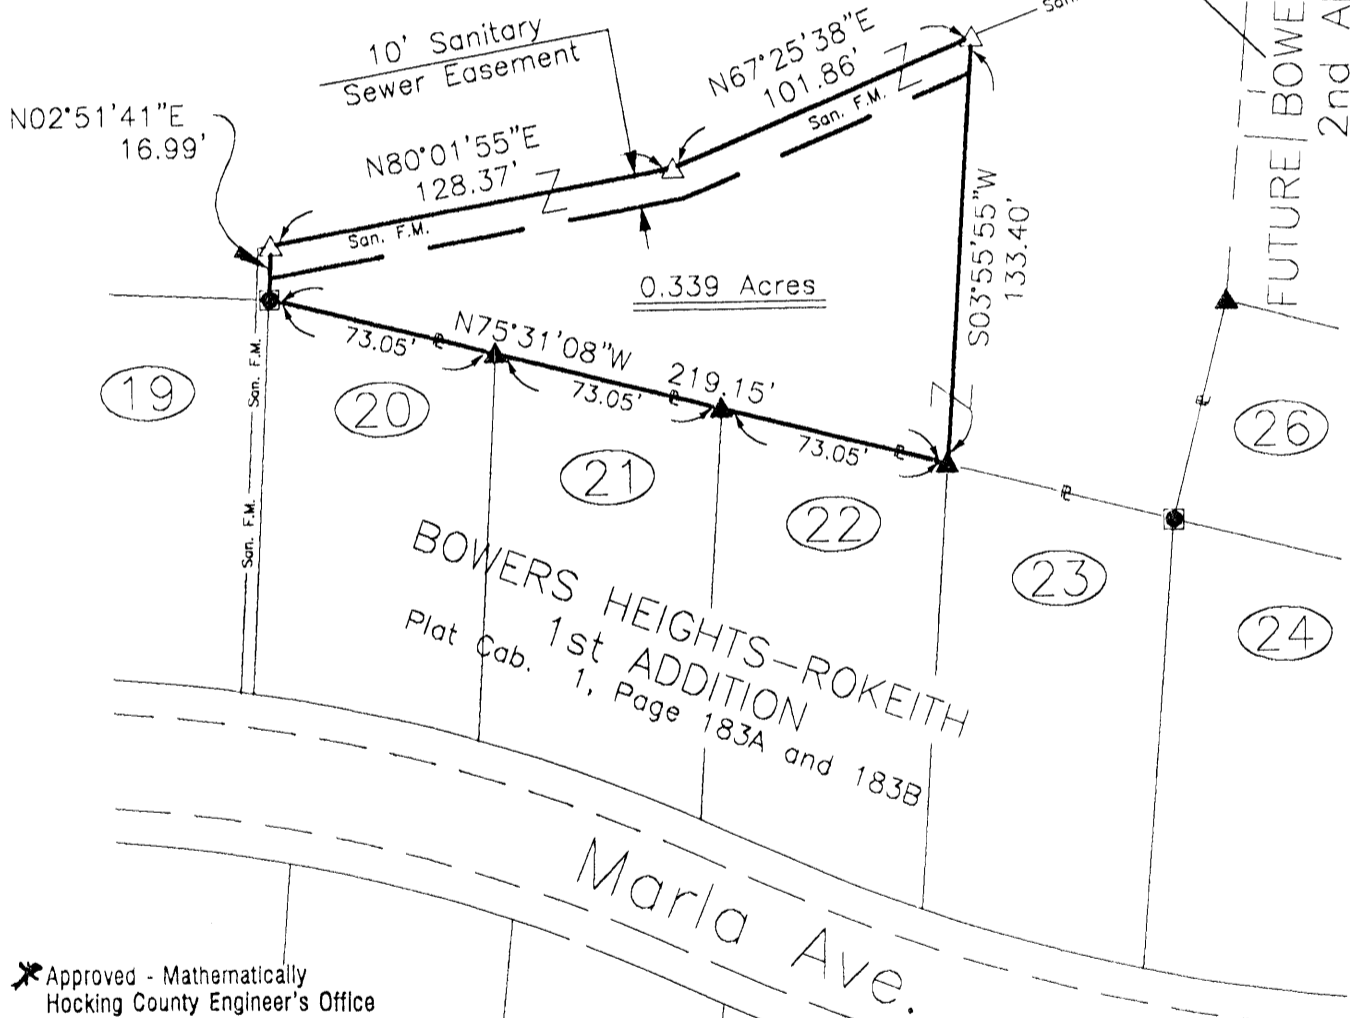 10' Sanitary
Sewer Easement
N02°51'41"E
16.99'
N80°01'55"E
128.37'
N67°25'38"E
101.86'
San. F.M.
San. F.M.
San.
S03°55'55"W
133.40'
0.339 Acres
N75°31'08"W
219.15'
73.05'
73.05'
73.05'
FUTURE BOWE
2nd A
San. F.M.
San. F.M.
19
20
21
22
23
24
26
BOWERS HEIGHTS-ROKEITH
1st ADDITION
Plat Cab. 1, Page 183A and 183B
Marla Ave.
Approved - Mathematically
Hocking County Engineer's Office